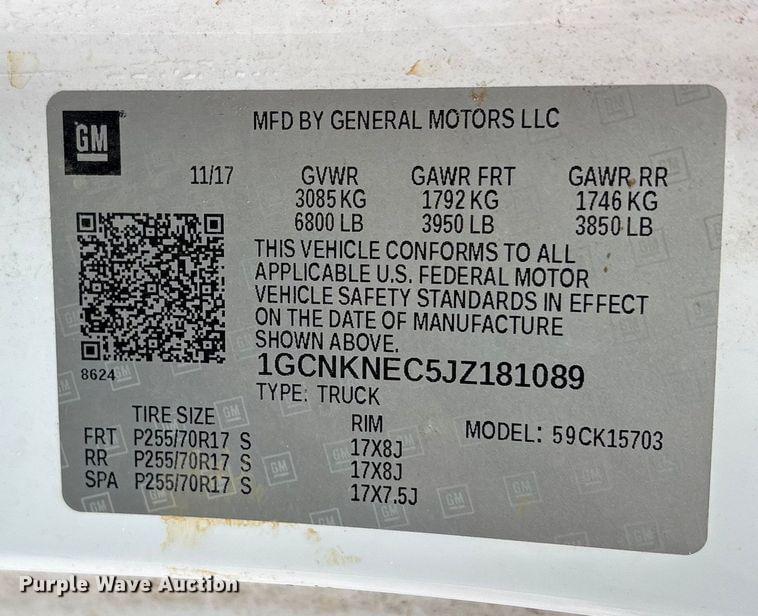 GM
MFD BY GENERAL MOTORS LLC
11/17 GVWR GAWR FRT GAWR RR
3085 KG 1792 KG 1746 KG
6800 LB 3950 LB 3850 LB
THIS VEHICLE CONFORMS TO ALL
APPLICABLE U.S. FEDERAL MOTOR
VEHICLE SAFETY STANDARDS IN EFFECT
ON THE DATE OF MANUFACTURE
SHOWN ABOVE.
8624
1GCNKNEC5JZ181089
TYPE: TRUCK
TIRE SIZE RIM
FRT P255/70R17 S 17X8J
RR P255/70R17 S 17X8J
SPA P255/70R17 S 17X7.5J
MODEL: 59CK15703
Purple Wave Auction